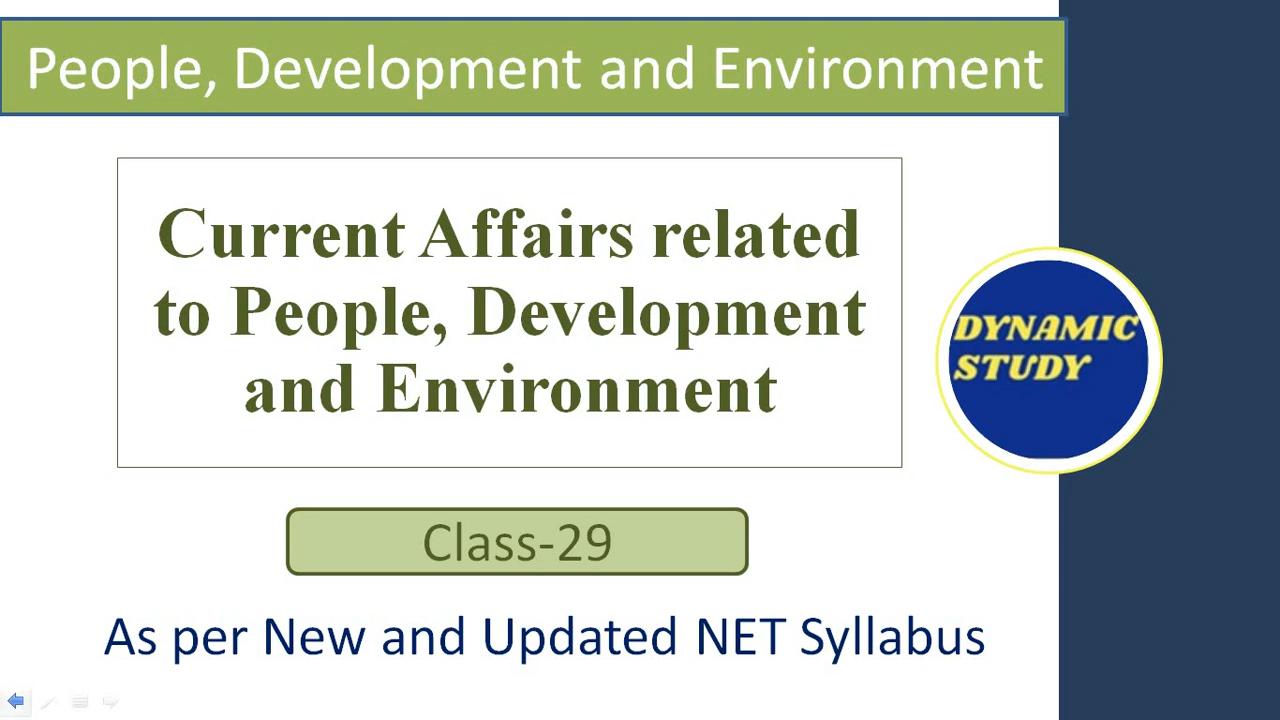 People, Development and Environment
Current Affairs related
to People, Development
and Environment
DYNAMIC
STUDY
Class-29
As per New and Updated NET Syllabus